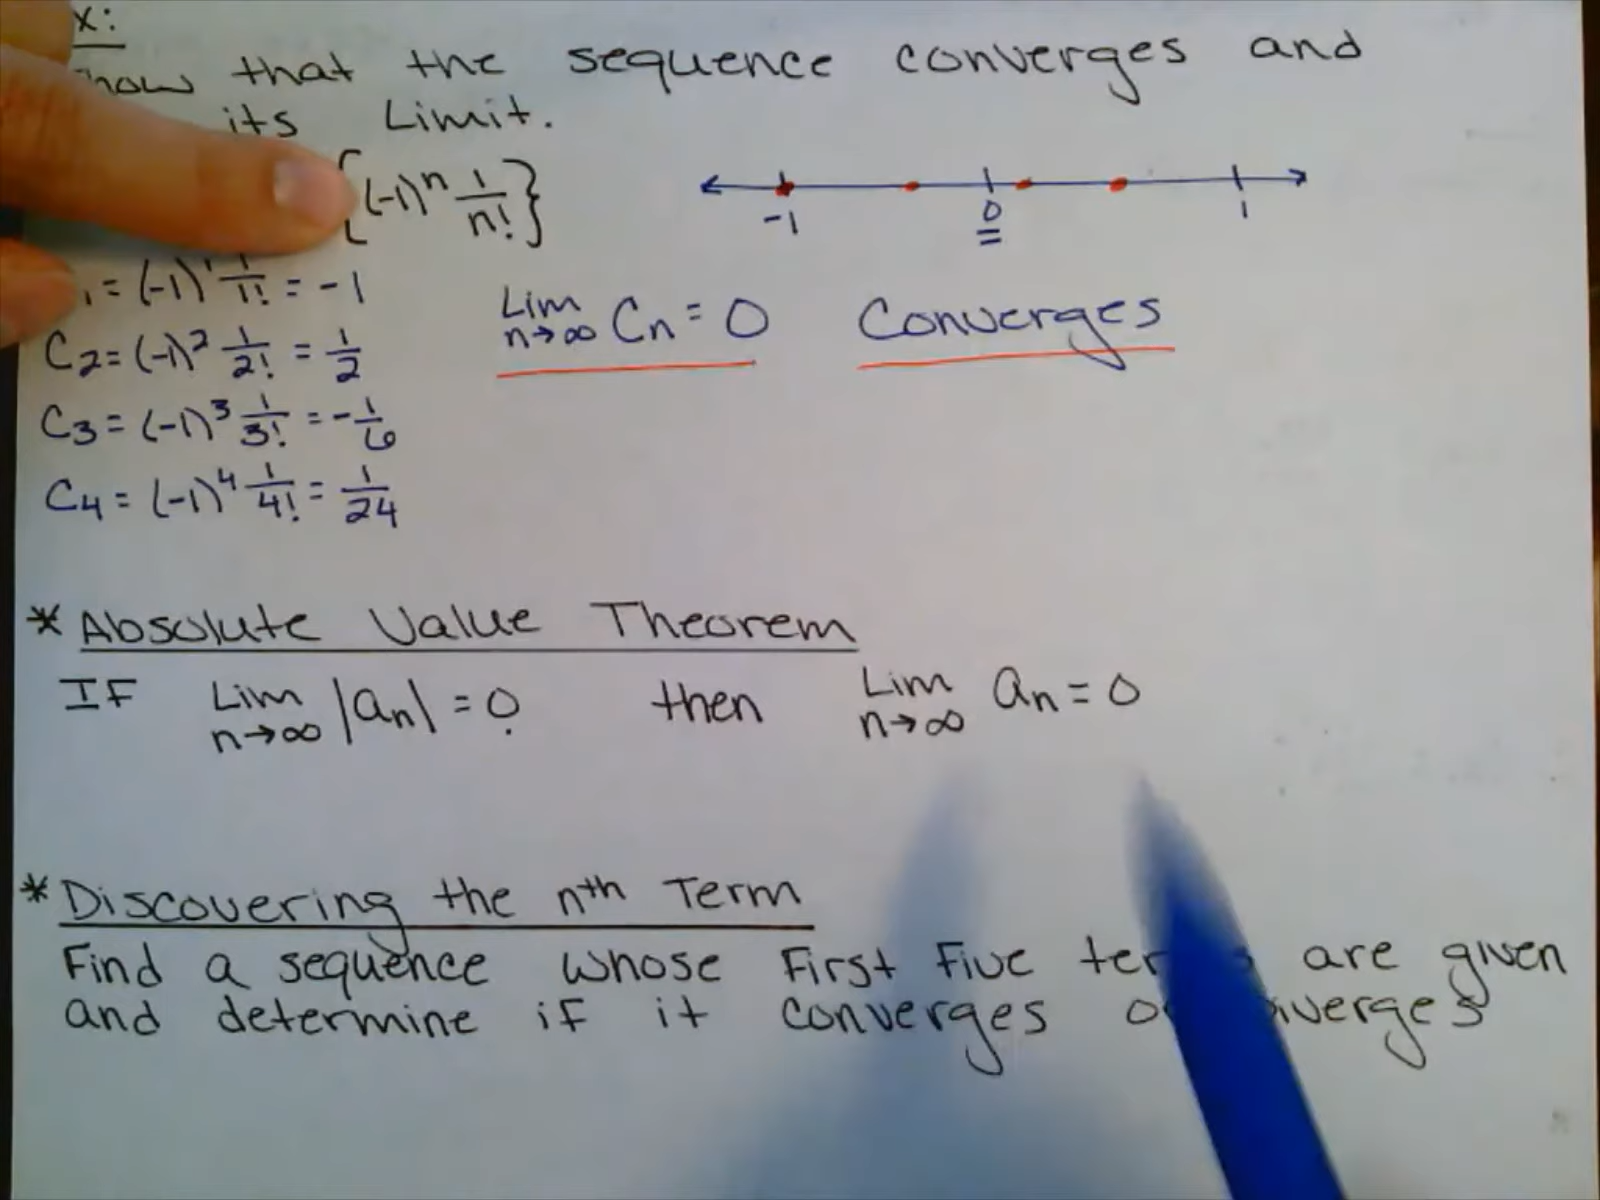 x:
how that the sequence converges and
its Limit.
{(-1)ⁿ 1/n!}
-1 0 1
₁ = (-1)¹ 1/1! = -1
Lim n→∞ Cn = 0 Converges
C₂ = (-1)² 1/2! = 1/2
C₃ = (-1)³ 1/3! = -1/6
C₄ = (-1)⁴ 1/4! = 1/24
* Absolute Value Theorem
IF Lim n→∞ |an| = 0 then Lim n→∞ an = 0
* Discovering the nth Term
Find a sequence whose First Five are given
and determine if it converges iverges